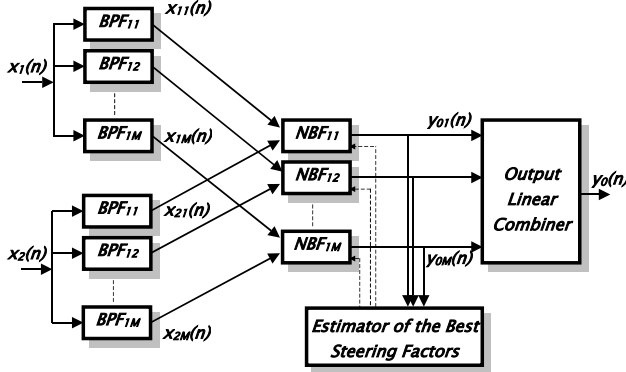 x11(n)
BPF11
x1(n)
BPF12
BPF1M
x1M(n)
NBF11
y01(n)
NBF12
Output
Linear
Combiner
y0(n)
BPF11
x21(n)
x2(n)
BPF12
NBF1M
y0M(n)
BPF1M
x2M(n)
Estimator of the Best
Steering Factors